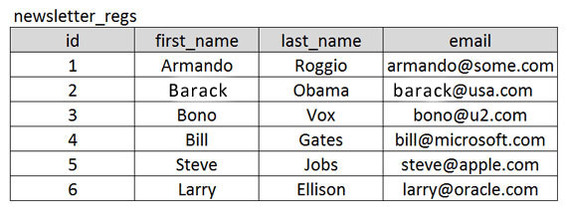 newsletter_regs
id first_name last_name email
1 Armando Roggio armando@some.com
2 Barack Obama barack@usa.com
3 Bono Vox bono@u2.com
4 Bill Gates bill@microsoft.com
5 Steve Jobs steve@apple.com
6 Larry Ellison larry@oracle.com